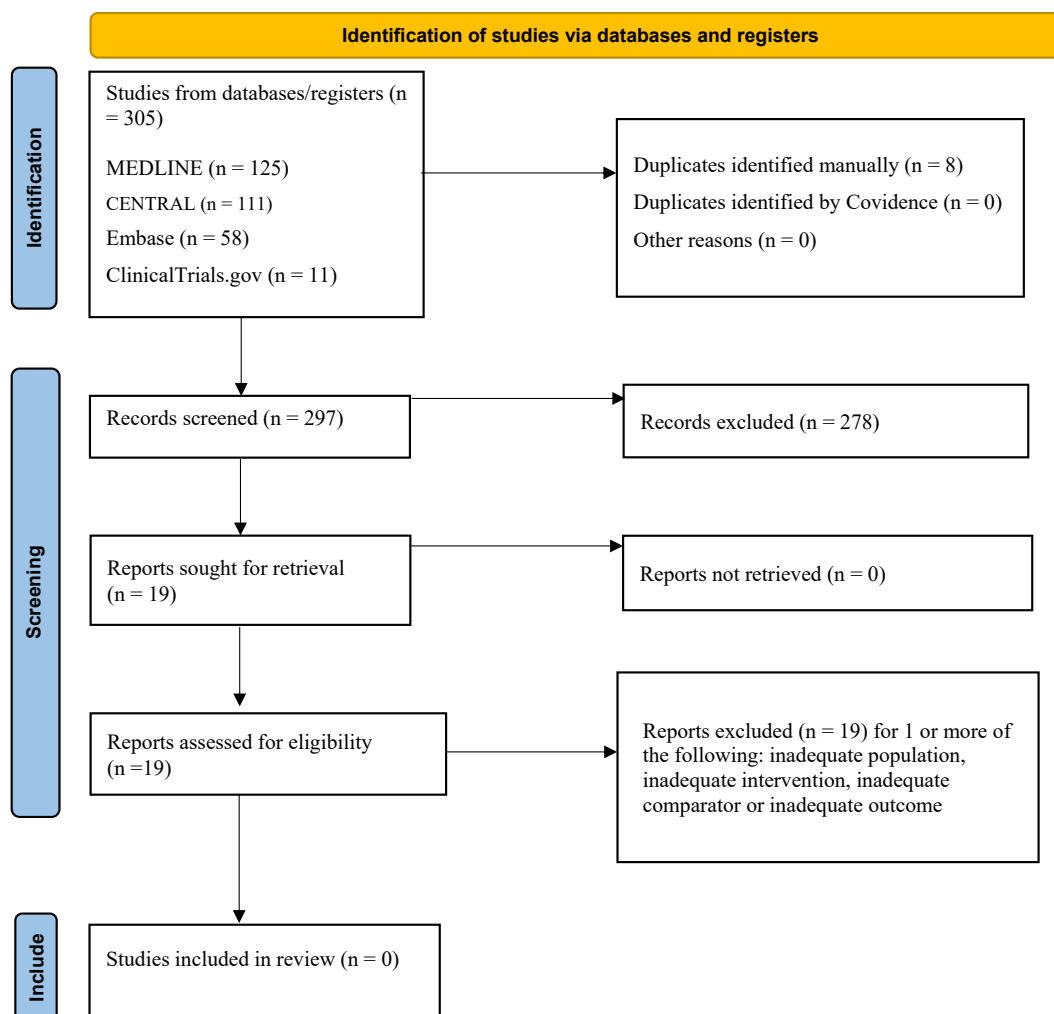 Identification of studies via databases and registers
Identification
Studies from databases/registers (n
= 305)
MEDLINE (n = 125)
CENTRAL (n = 111)
Embase (n = 58)
ClinicalTrials.gov (n = 11)
Duplicates identified manually (n = 8)
Duplicates identified by Covidence (n = 0)
Other reasons (n = 0)
Screening
Records screened (n = 297)
Records excluded (n = 278)
Reports sought for retrieval
(n = 19)
Reports not retrieved (n = 0)
Reports assessed for eligibility
(n =19)
Reports excluded (n = 19) for 1 or more of
the following: inadequate population,
inadequate intervention, inadequate
comparator or inadequate outcome
Include
Studies included in review (n = 0)